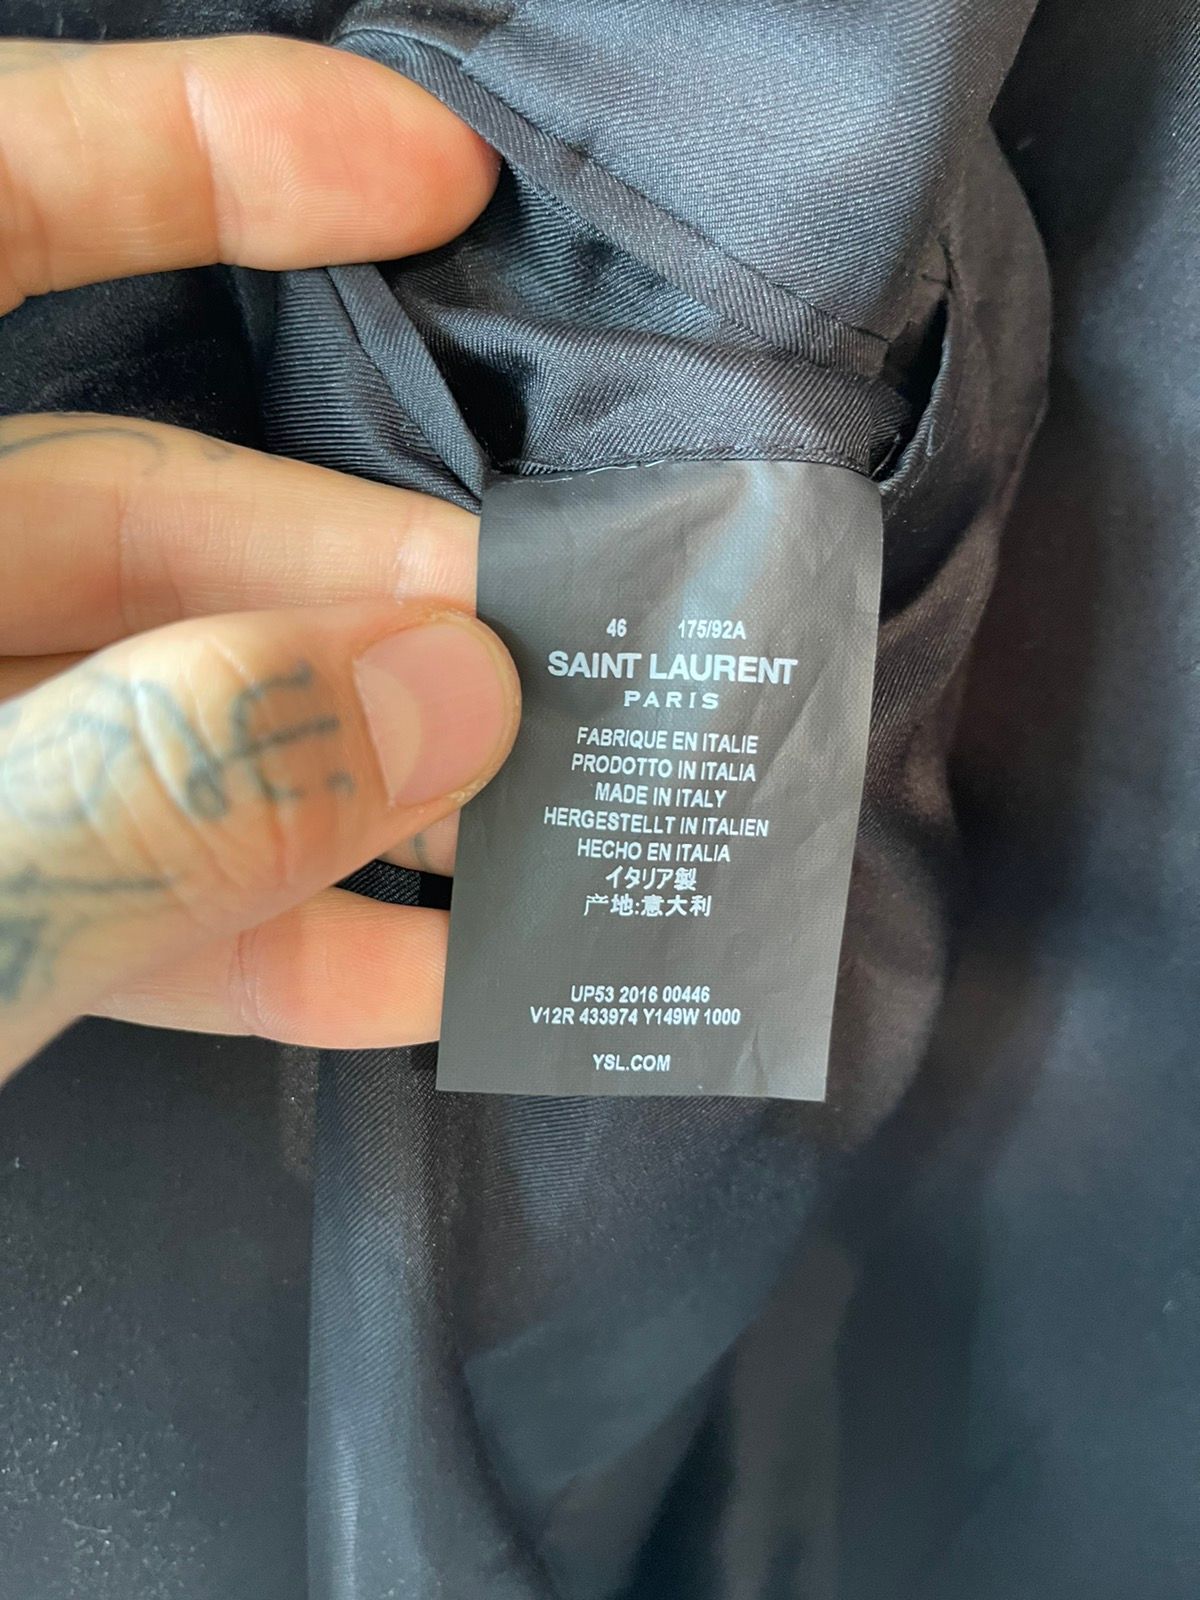 46 175/92A
SAINT LAURENT
PARIS
FABRIQUE EN ITALIE
PRODOTTO IN ITALIA
MADE IN ITALY
HERGESTELLT IN ITALIEN
HECHO EN ITALIA
イタリア製
产地:意大利
UP53 2016 00446
V12R 433974 Y149W 1000
YSL.COM